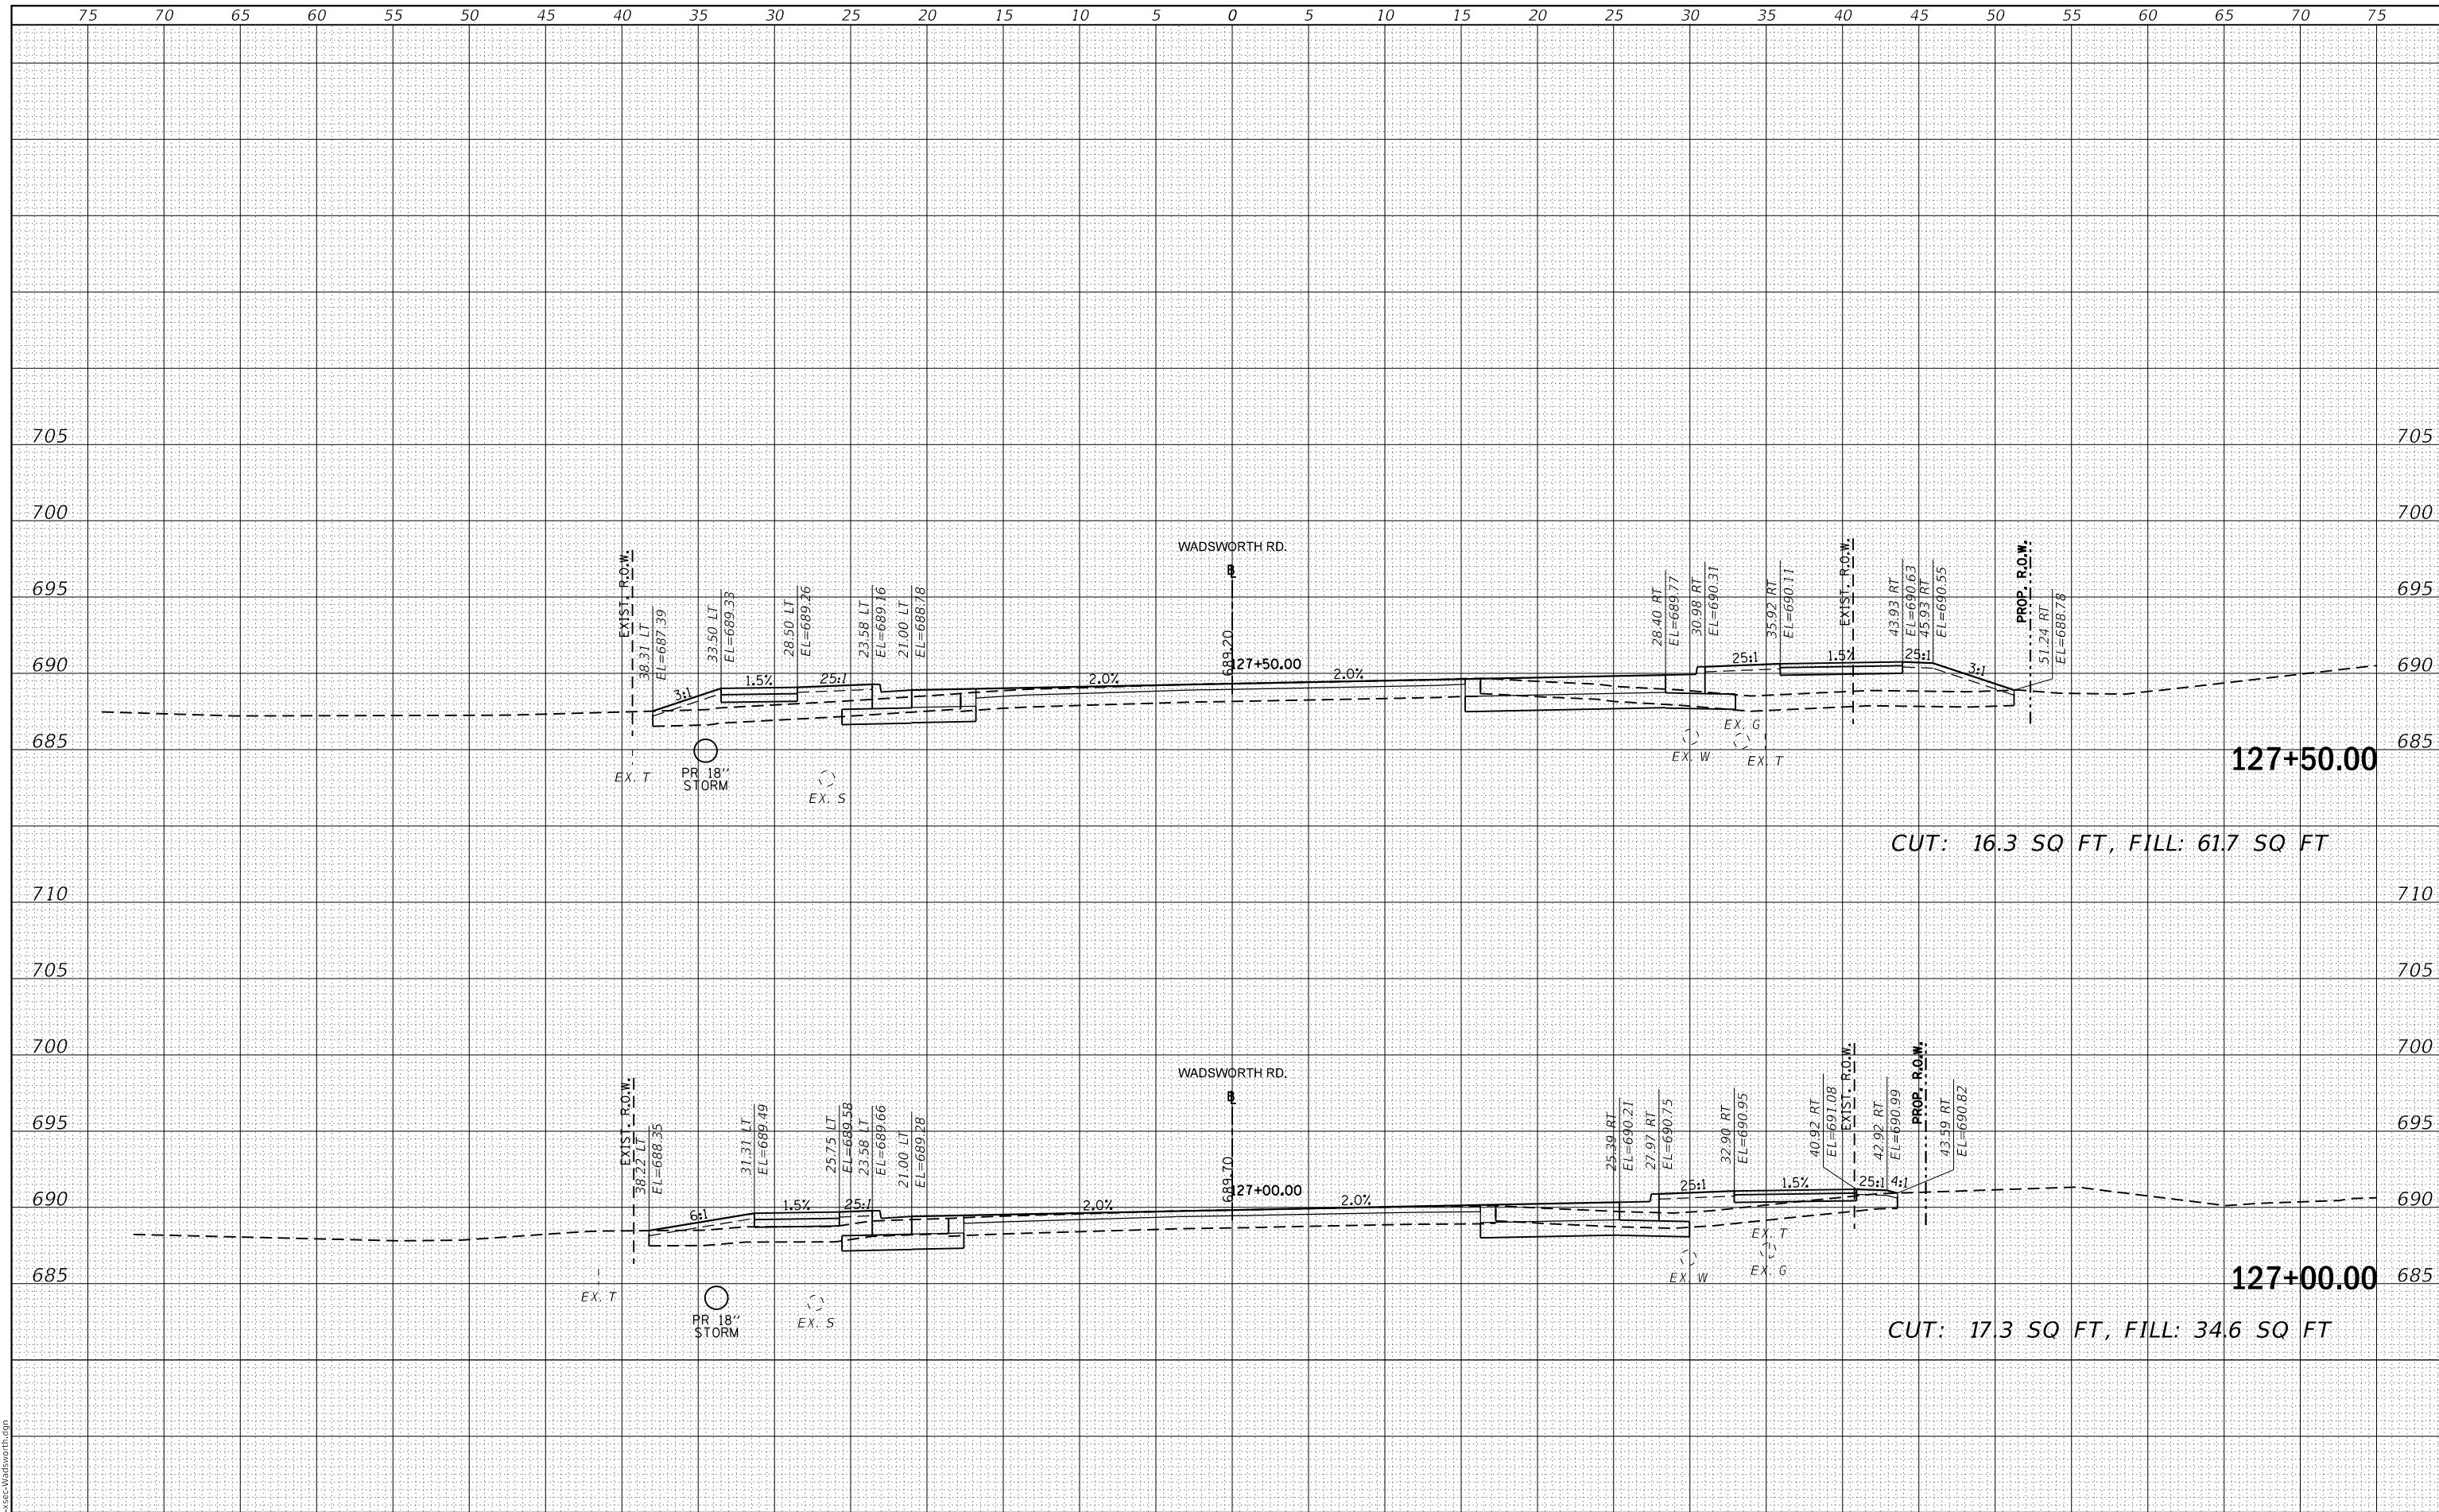 75 70 65 60 55 50 45 40 35 30 25 20 15 10 5 0 5 10 15 20 25 30 35 40 45 50 55 60 65 70 75
705 705
700 700
WADSWORTH RD.
695 695
EXIST. R.O.W.
38.31 LT
EL=687.39
33.50 LT
EL=689.33
28.50 LT
EL=689.26
23.58 LT
EL=689.16
21.00 LT
EL=688.78
689.20
127+50.00
28.40 RT
EL=689.77
30.98 RT
EL=690.31
35.92 RT
EL=690.11
EXIST. R.O.W.
43.93 RT
EL=690.63
45.93 RT
EL=690.55
PROP. R.O.W.
51.24 RT
EL=688.78
690 690
3:1 1.5% 25:1 2.0% 2.0% 25:1 1.5% 25:1 3:1
685 685
EX. T
PR 18''
STORM
EX. S
EX. G
EX. W
EX. T
127+50.00
CUT: 16.3 SQ FT, FILL: 61.7 SQ FT
710 710
705 705
700 700
WADSWORTH RD.
695 695
EXIST. R.O.W.
38.22 LT
EL=688.35
31.31 LT
EL=689.49
25.75 LT
EL=689.58
23.58 LT
EL=689.66
21.00 LT
EL=689.28
689.70
127+00.00
25.39 RT
EL=690.21
27.97 RT
EL=690.75
32.90 RT
EL=690.95
40.92 RT
EL=691.08
EXIST. R.O.W.
42.92 RT
EL=690.99
PROP. R.O.W.
43.59 RT
EL=690.82
690 690
6:1 1.5% 25:1 2.0% 2.0% 25:1 1.5% 25:1 4:1
685 685
EX. T
PR 18''
STORM
EX. S
EX. T
EX. W
EX. G
127+00.00
CUT: 17.3 SQ FT, FILL: 34.6 SQ FT
-xsec-Wadsworth.dgn